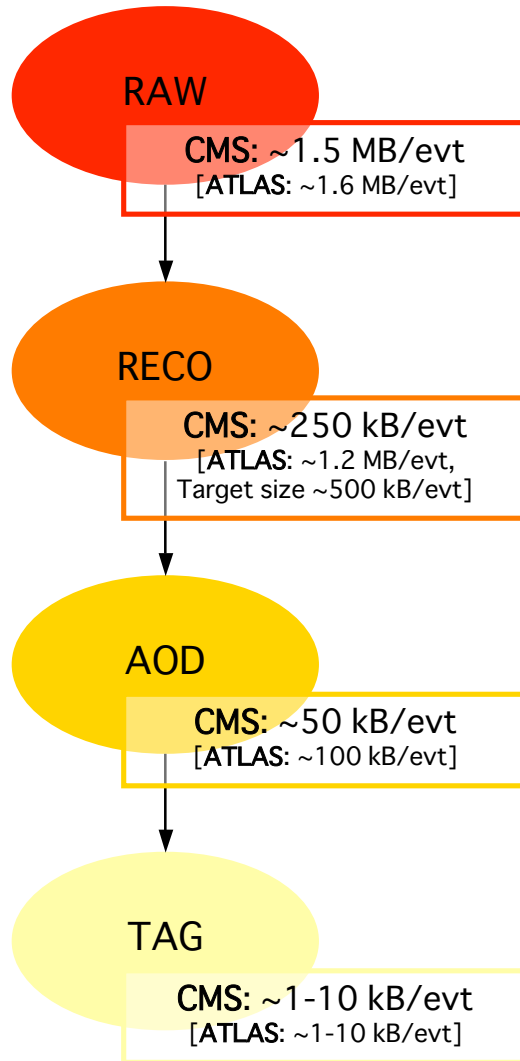 RAW
CMS: ~1.5 MB/evt
[ATLAS: ~1.6 MB/evt]
RECO
CMS: ~250 kB/evt
[ATLAS: ~1.2 MB/evt,
Target size ~500 kB/evt]
AOD
CMS: ~50 kB/evt
[ATLAS: ~100 kB/evt]
TAG
CMS: ~1-10 kB/evt
[ATLAS: ~1-10 kB/evt]